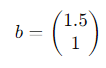 b = (1.5
1)